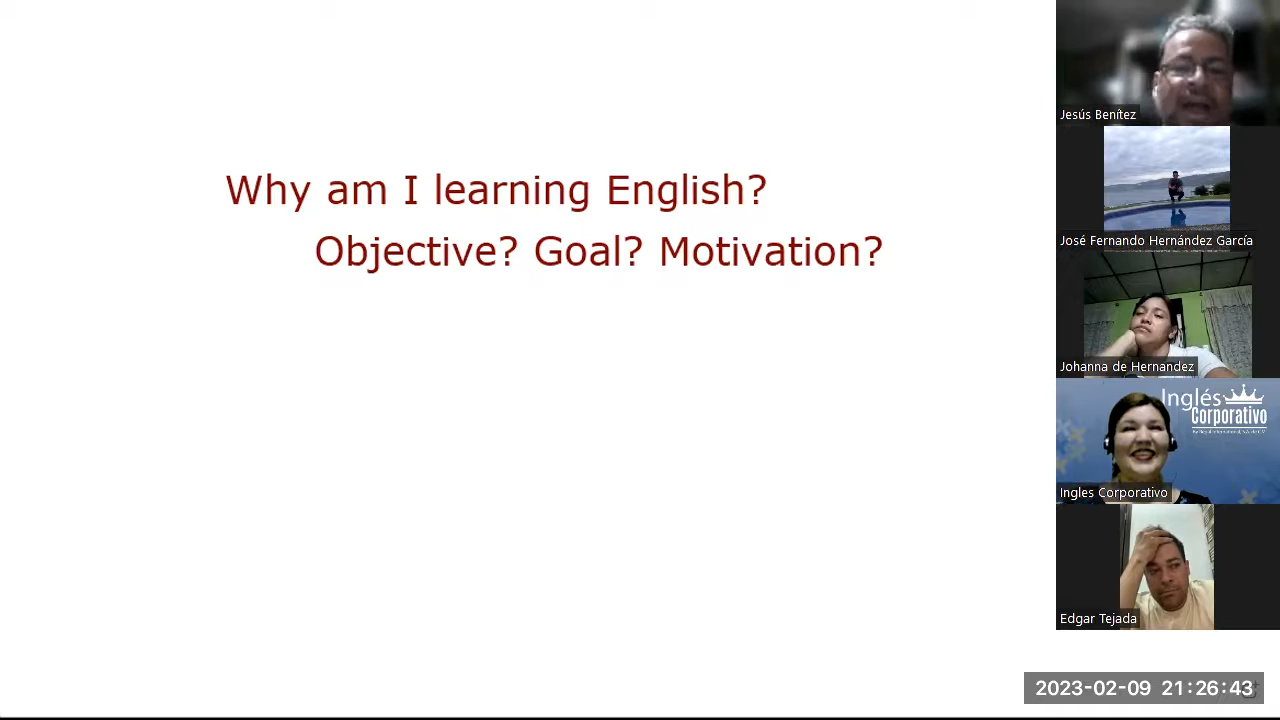 Why am I learning English?
Objective? Goal? Motivation?
Jesús Benítez
José Fernando Hernández García
Johanna de Hernandez
Inglés
Corporativo
Ingles Corporativo
Edgar Tejada
2023-02-09 21:26:43